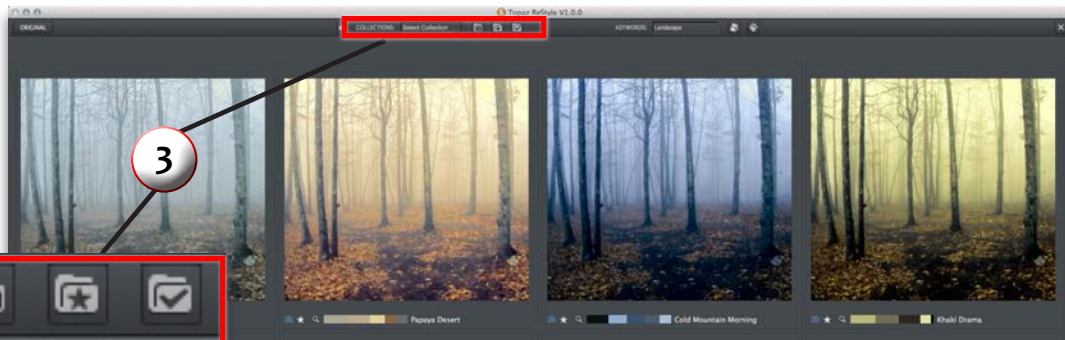 Topaz ReStyle V1.0.0
ORIGINAL
COLLECTIONS: Select Collection
KEYWORDS: Landscape
3
Papaya Desert
Cold Mountain Morning
Khaki Drama